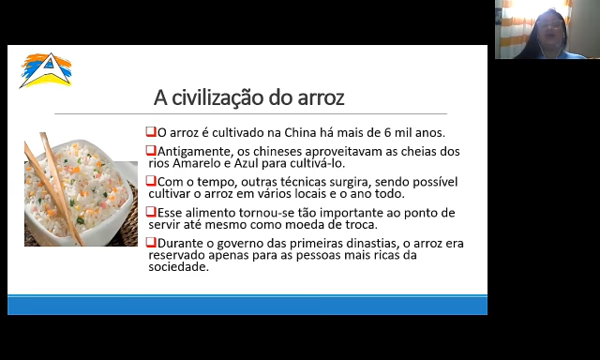 A civilização do arroz
O arroz é cultivado na China há mais de 6 mil anos.
Antigamente, os chineses aproveitavam as cheias dos
rios Amarelo e Azul para cultivá-lo.
Com o tempo, outras técnicas surgira, sendo possível
cultivar o arroz em vários locais e o ano todo.
Esse alimento tornou-se tão importante ao ponto de
servir até mesmo como moeda de troca.
Durante o governo das primeiras dinastias, o arroz era
reservado apenas para as pessoas mais ricas da
sociedade.